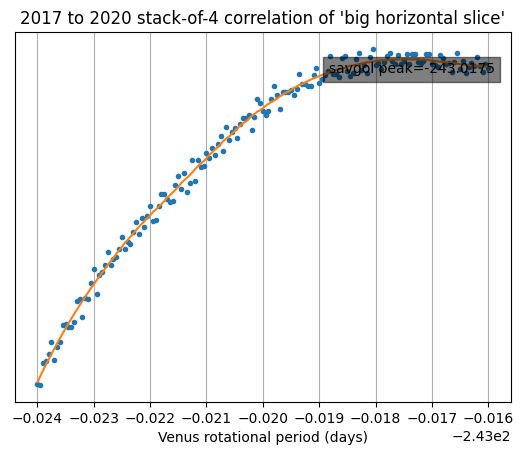 2017 to 2020 stack-of-4 correlation of 'big horizontal slice'
savgol peak=-243.0175
−0.024 −0.023 −0.022 −0.021 −0.020 −0.019 −0.018 −0.017 −0.016
Venus rotational period (days)
−2.43e2